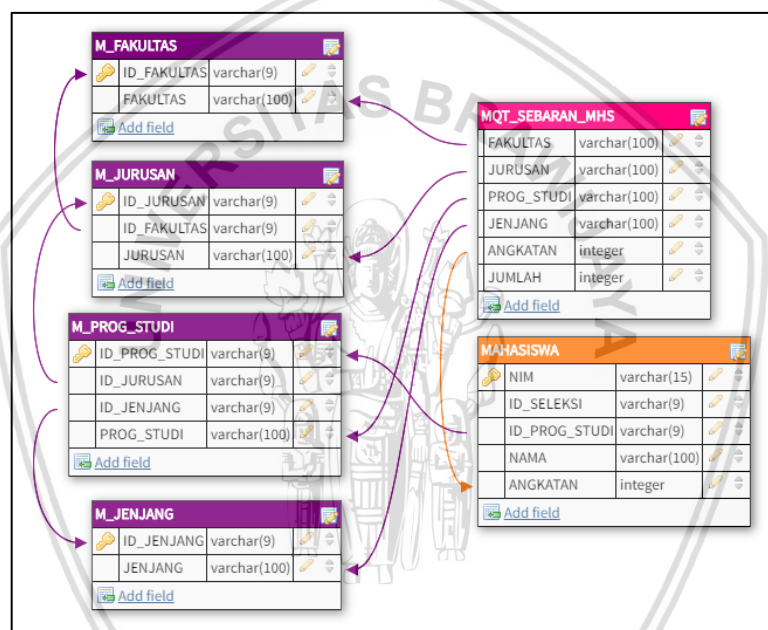 M_FAKULTAS
ID_FAKULTAS varchar(9)
FAKULTAS varchar(100)
Add field
M_JURUSAN
ID_JURUSAN varchar(9)
ID_FAKULTAS varchar(9)
JURUSAN varchar(100)
Add field
M_PROG_STUDI
ID_PROG_STUDI varchar(9)
ID_JURUSAN varchar(9)
ID_JENJANG varchar(9)
PROG_STUDI varchar(100)
Add field
M_JENJANG
ID_JENJANG varchar(9)
JENJANG varchar(100)
Add field
MQT_SEBARAN_MHS
FAKULTAS varchar(100)
JURUSAN varchar(100)
PROG_STUDI varchar(100)
JENJANG varchar(100)
ANGKATAN integer
JUMLAH integer
Add field
MAHASISWA
NIM varchar(15)
ID_SELEKSI varchar(9)
ID_PROG_STUDI varchar(9)
NAMA varchar(100)
ANGKATAN integer
Add field
UNIVERSITAS BRAWIJAYA